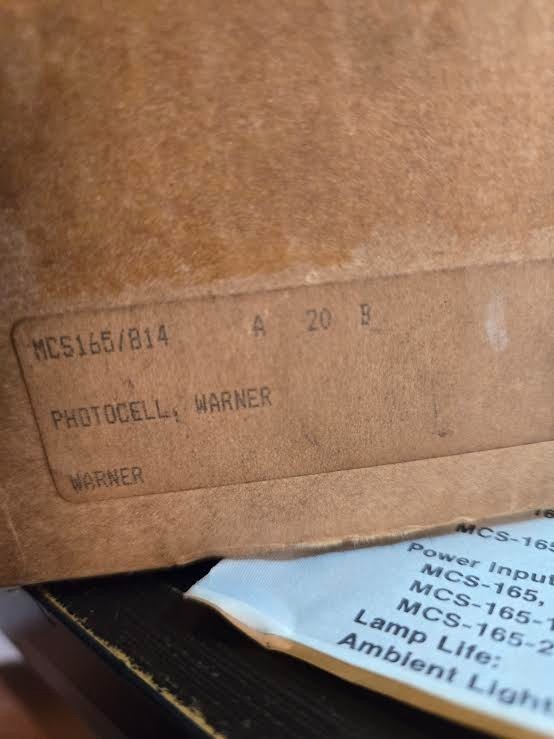 MCS165/814 A 20 B
PHOTOCELL, WARNER
WARNER
MCS-165
Power Input
MCS-165,
MCS-165-1
MCS-165-2
Lamp Life:
Ambient Light